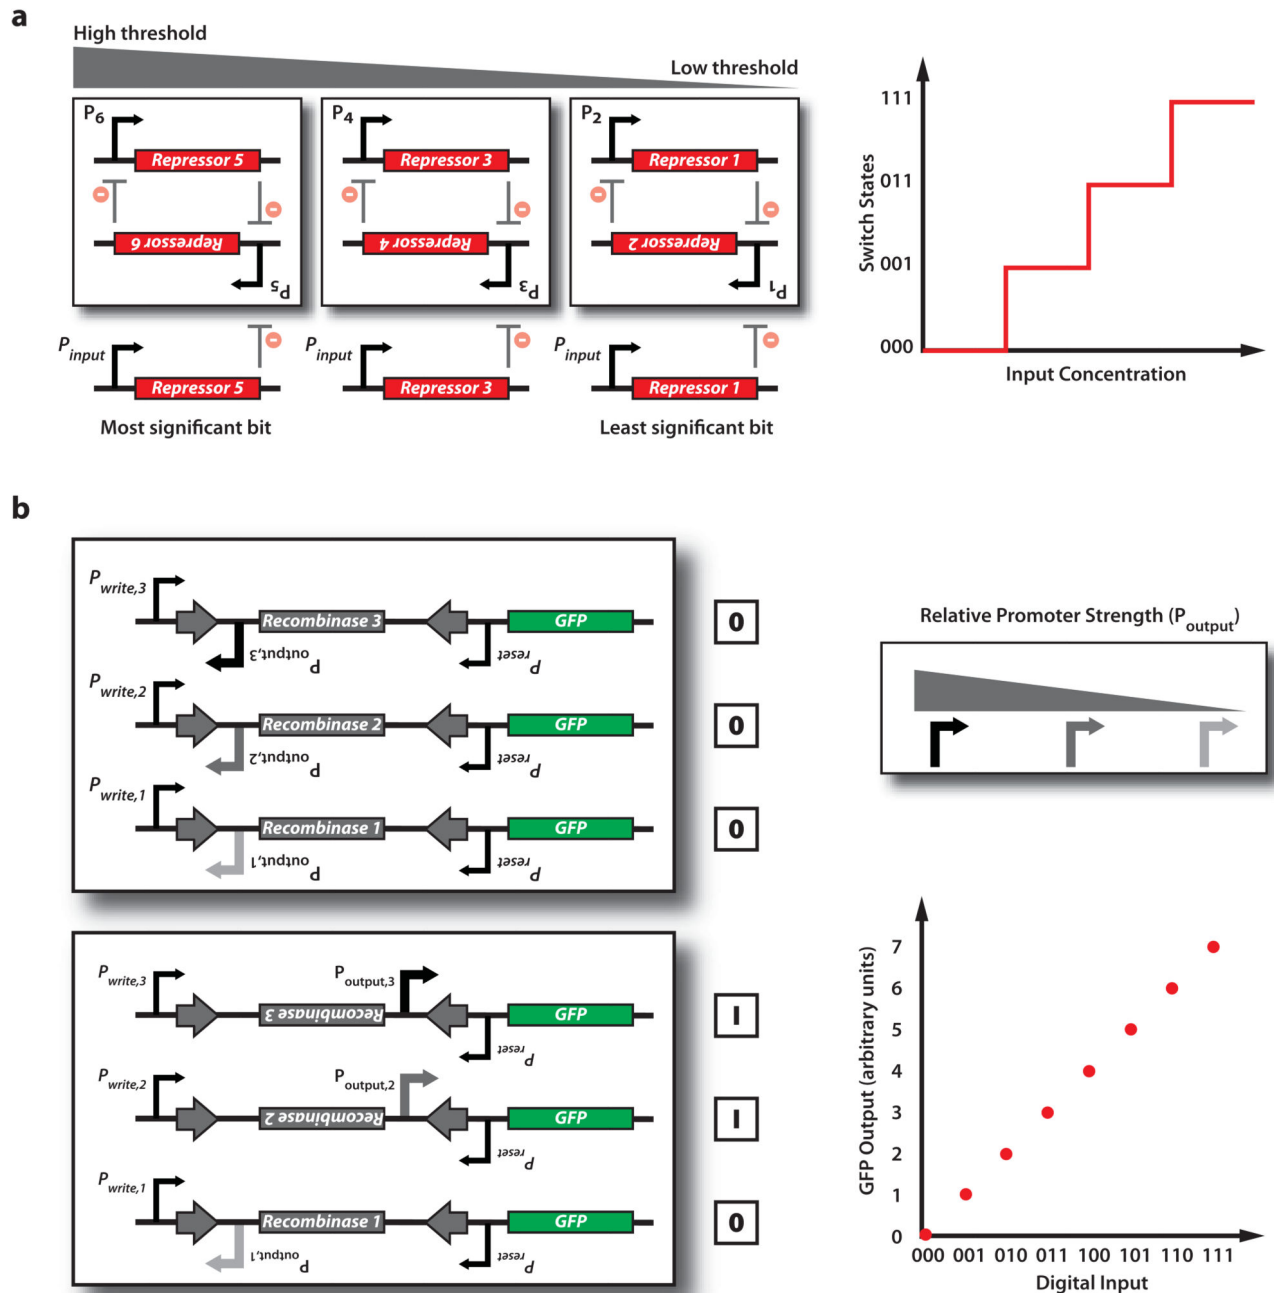 a
High threshold
Low threshold
P6
P4
P2
Repressor 5
Repressor 3
Repressor 1
Repressor 6
Repressor 4
Repressor 2
P5
P3
P1
Pinput
Pinput
Pinput
Repressor 5
Repressor 3
Repressor 1
Most significant bit
Least significant bit
Switch States
111
011
001
000
Input Concentration
b
Pwrite,3
Recombinase 3
GFP
Poutput,3
Preset
0
Pwrite,2
Recombinase 2
GFP
Poutput,2
Preset
0
Pwrite,1
Recombinase 1
GFP
Poutput,1
Preset
0
Relative Promoter Strength (Poutput)
Pwrite,3
Poutput,3
Recombinase 3
GFP
Preset
I
Pwrite,2
Poutput,2
Recombinase 2
GFP
Preset
I
Pwrite,1
Recombinase 1
GFP
Poutput,1
Preset
0
GFP Output (arbitrary units)
7
6
5
4
3
2
1
0
000 001 010 011 100 101 110 111
Digital Input